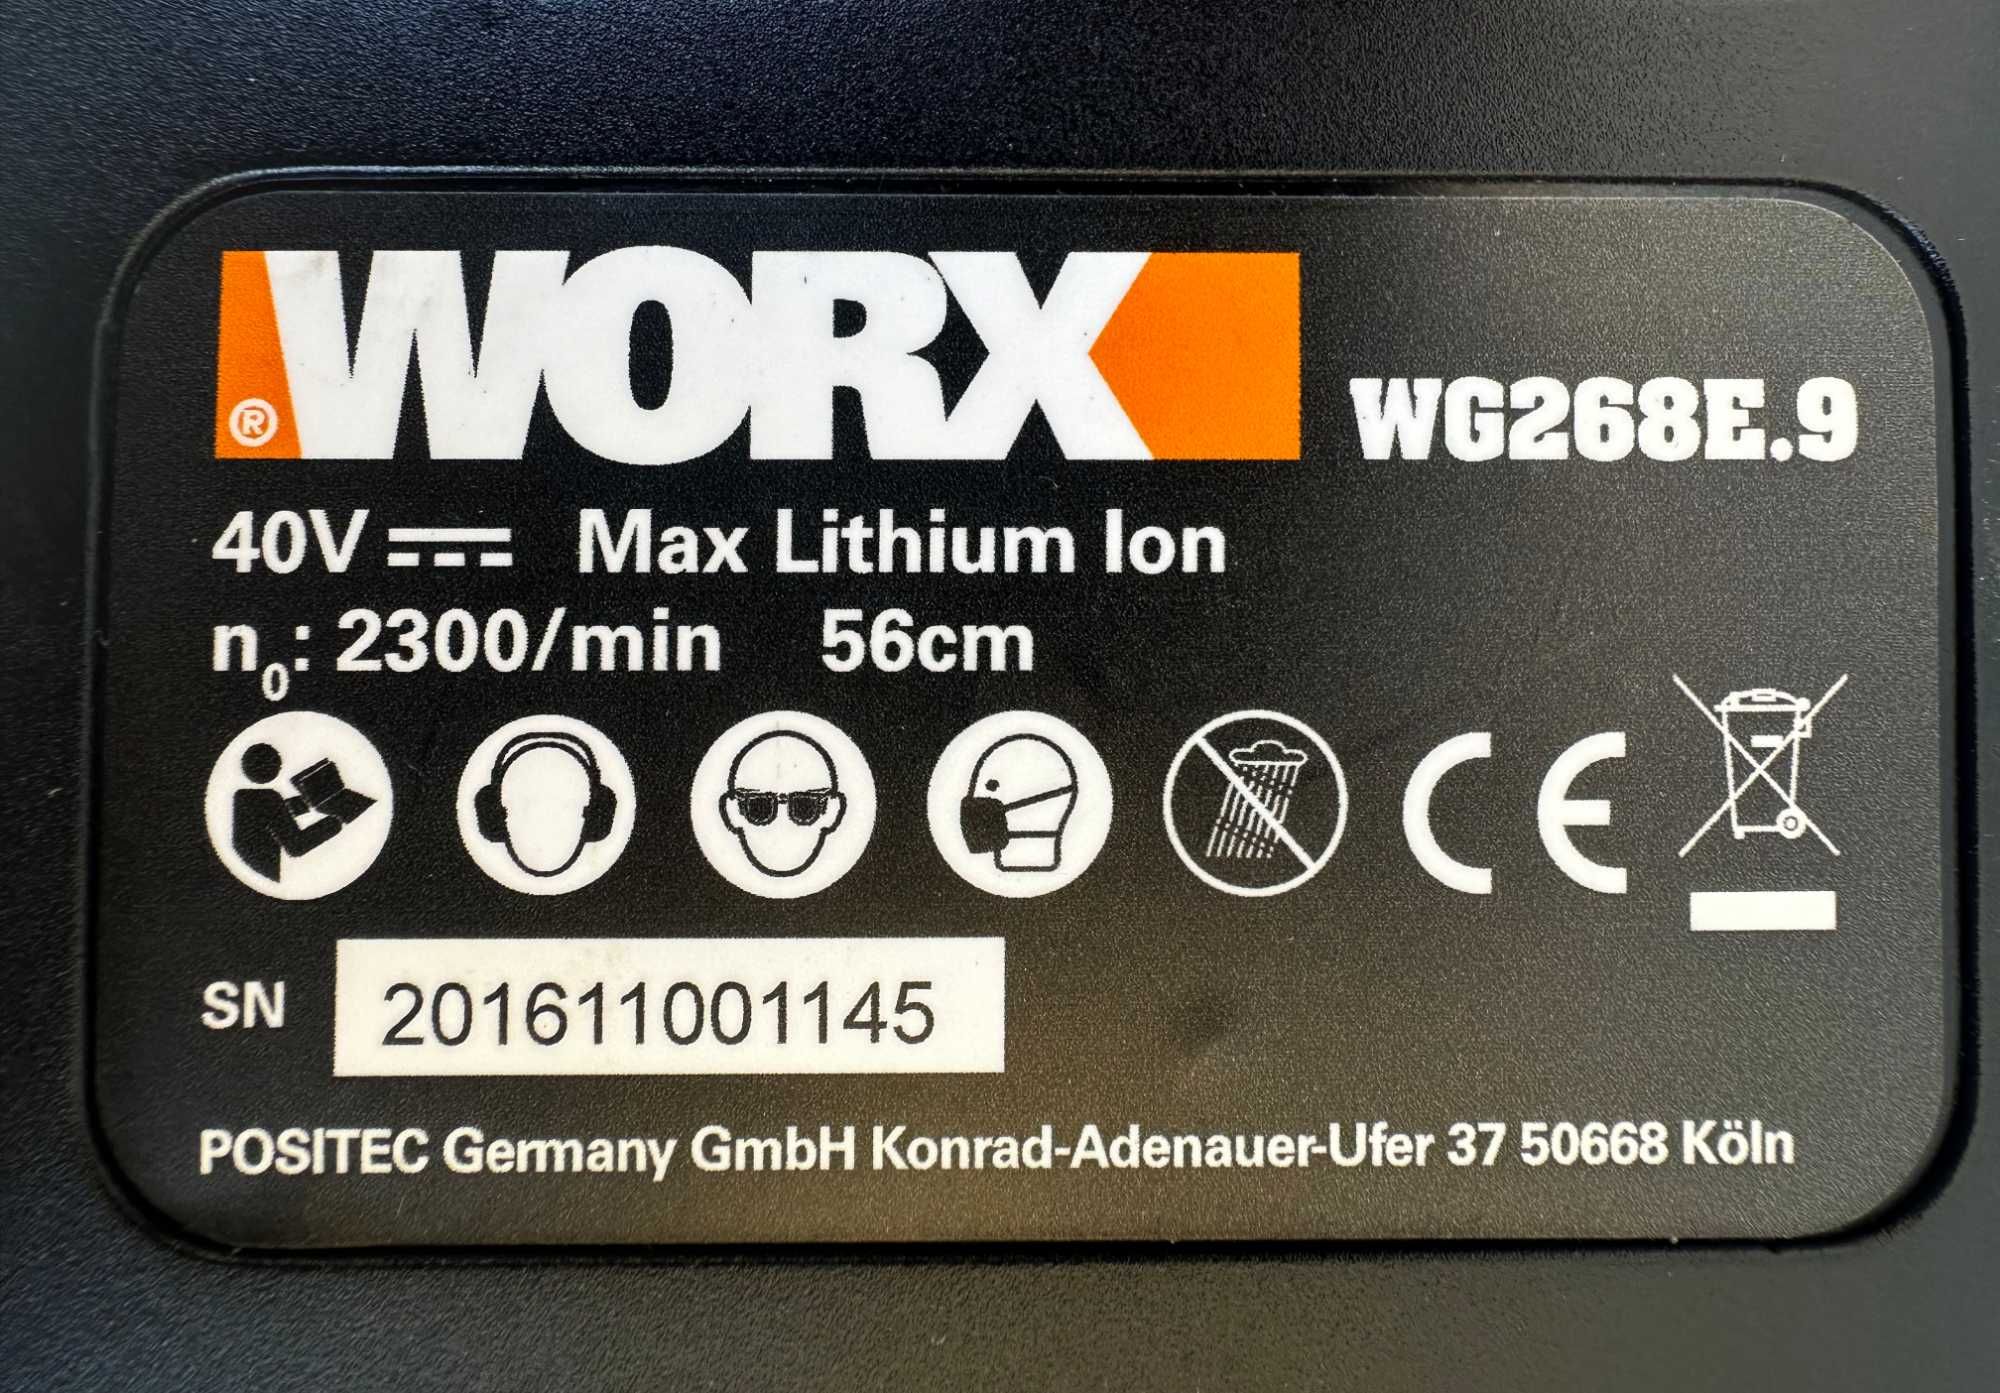 ® WORX WG268E.9
40V ⎓ Max Lithium Ion
n₀: 2300/min 56cm
CE
SN 201611001145
POSITEC Germany GmbH Konrad-Adenauer-Ufer 37 50668 Köln